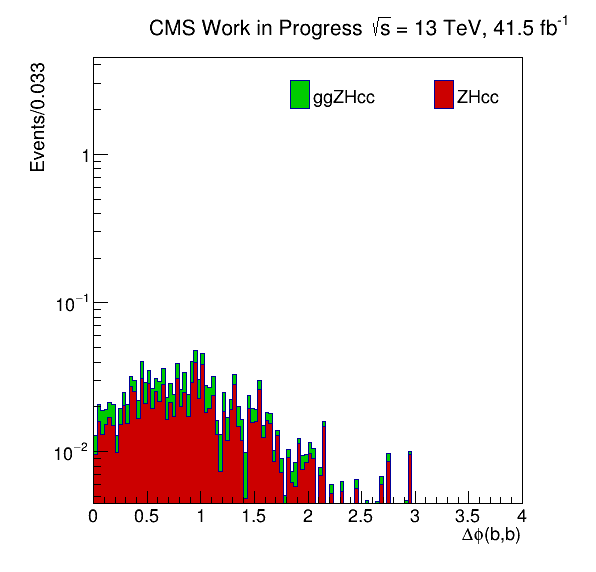 CMS Work in Progress √s = 13 TeV, 41.5 fb⁻¹
Events/0.033
ggZHcc ZHcc
1
10⁻¹
10⁻²
0 0.5 1 1.5 2 2.5 3 3.5 4
Δϕ(b,b)